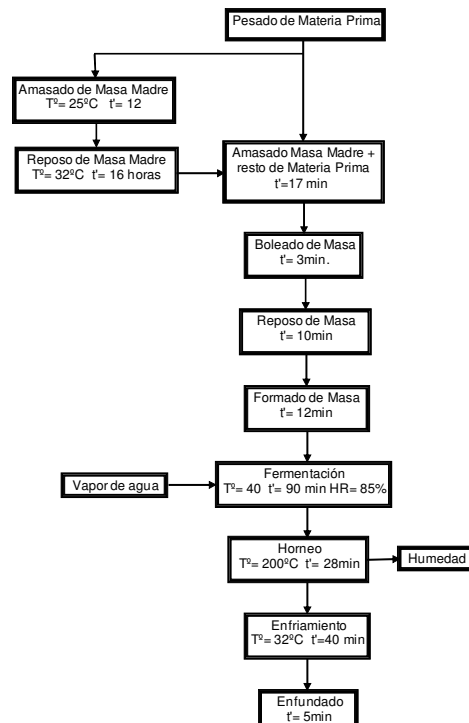 Pesado de Materia Prima
Amasado de Masa Madre
Tº= 25ºC t'= 12
Reposo de Masa Madre
Tº= 32ºC t'= 16 horas
Amasado Masa Madre +
resto de Materia Prima
t'=17 min
Boleado de Masa
t'= 3min.
Reposo de Masa
t'= 10min
Formado de Masa
t'= 12min
Vapor de agua
Fermentación
Tº= 40 t'= 90 min HR= 85%
Horneo
Tº= 200ºC t'= 28min
Humedad
Enfriamiento
Tº= 32ºC t'=40 min
Enfundado
t'= 5min